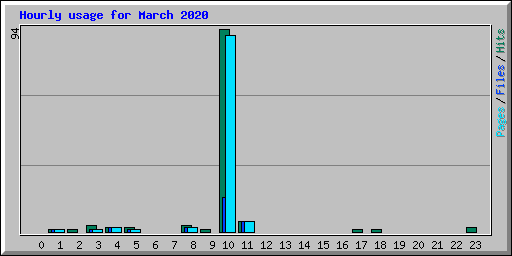 Hourly usage for March 2020
94
Pages/Files/Hits
0 1 2 3 4 5 6 7 8 9 10 11 12 13 14 15 16 17 18 19 20 21 22 23